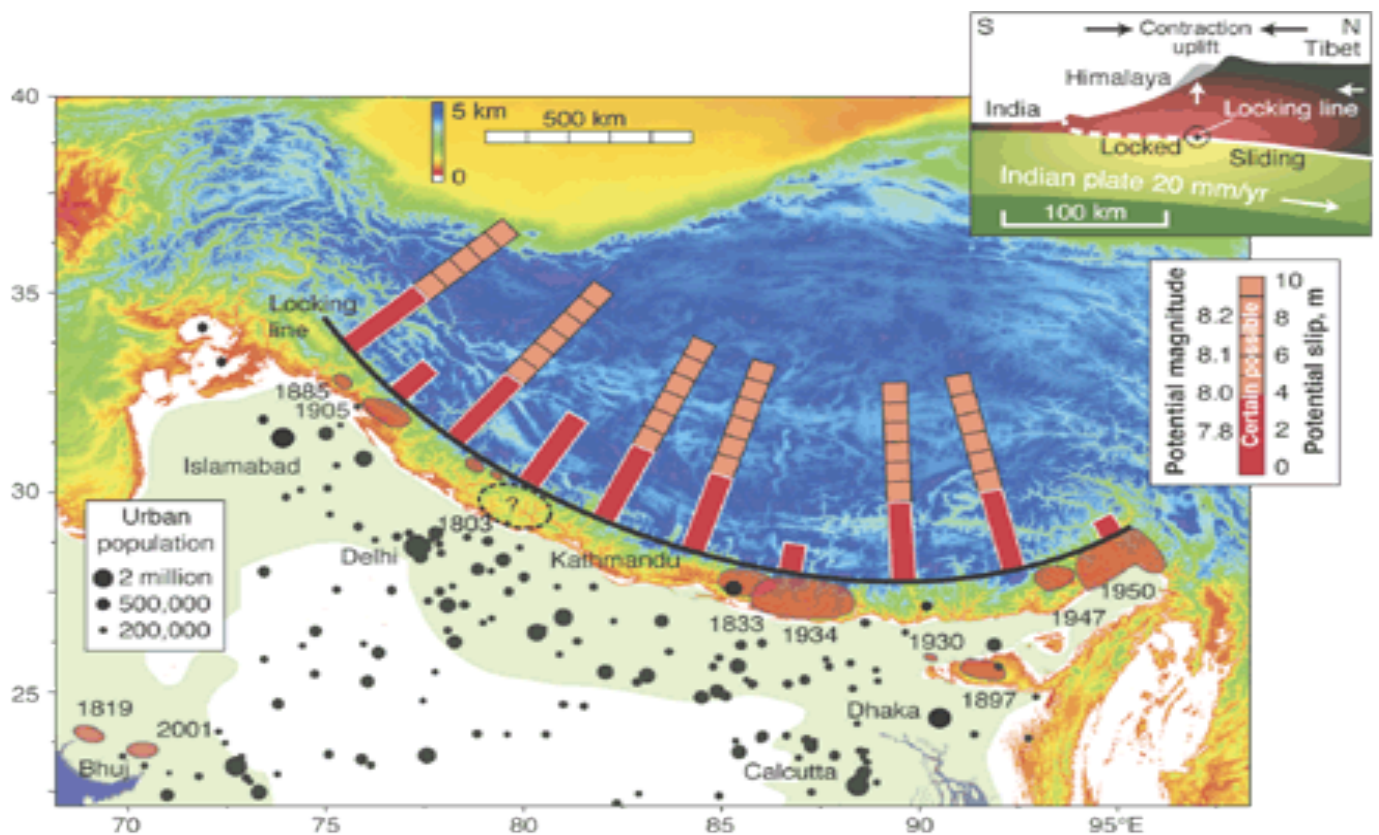 S
Contraction
N
uplift
Tibet
Himalaya
India
Locking line
Locked
Sliding
Indian plate 20 mm/yr
100 km
40
35
30
25
5 km
0
500 km
Locking
line
1885
1905
Islamabad
Urban
population
2 million
500,000
200,000
Delhi
1803
?
Kathmandu
1833
1934
1930
1947
1950
1897
Dhaka
Calcutta
1819
2001
Bhuj
Potential magnitude
8.2
8.1
8.0
7.8
Certain possible
10
8
6
4
2
0
Potential slip, m
70
75
80
85
90
95°E